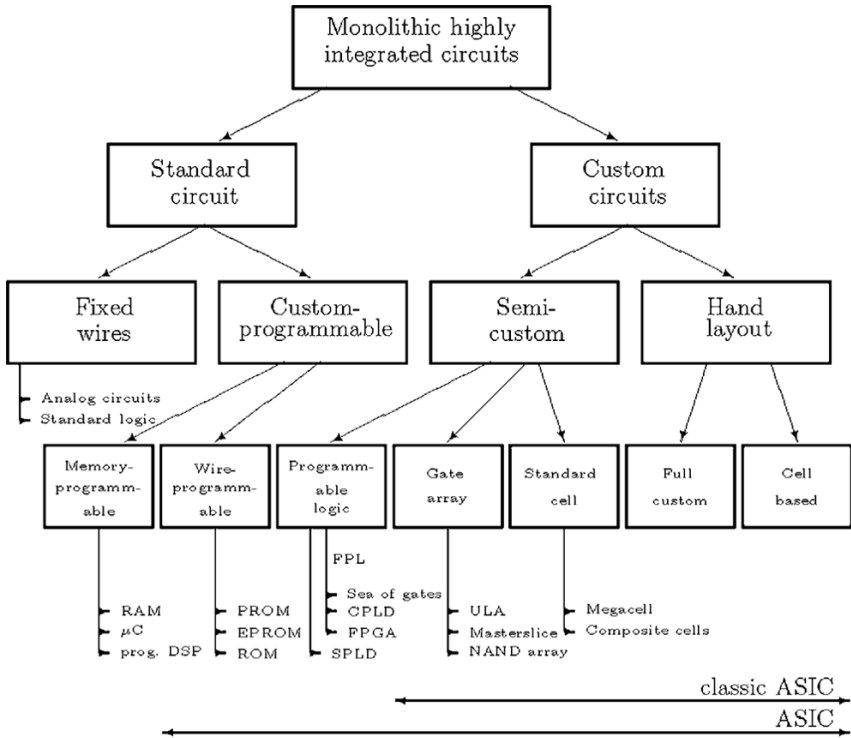 Monolithic highly
integrated circuits
Standard
circuit
Custom
circuits
Fixed
wires
Custom-
programmable
Semi-
custom
Hand
layout
Analog circuits
Standard logic
Memory-
programm-
able
Wire-
programm-
able
Programm-
able
logic
Gate
array
Standard
cell
Full
custom
Cell
based
RAM
μC
prog. DSP
PROM
EPROM
ROM
FPL
Sea of gates
CPLD
FPGA
SPLD
ULA
Masterslice
NAND array
Megacell
Composite cells
classic ASIC
ASIC